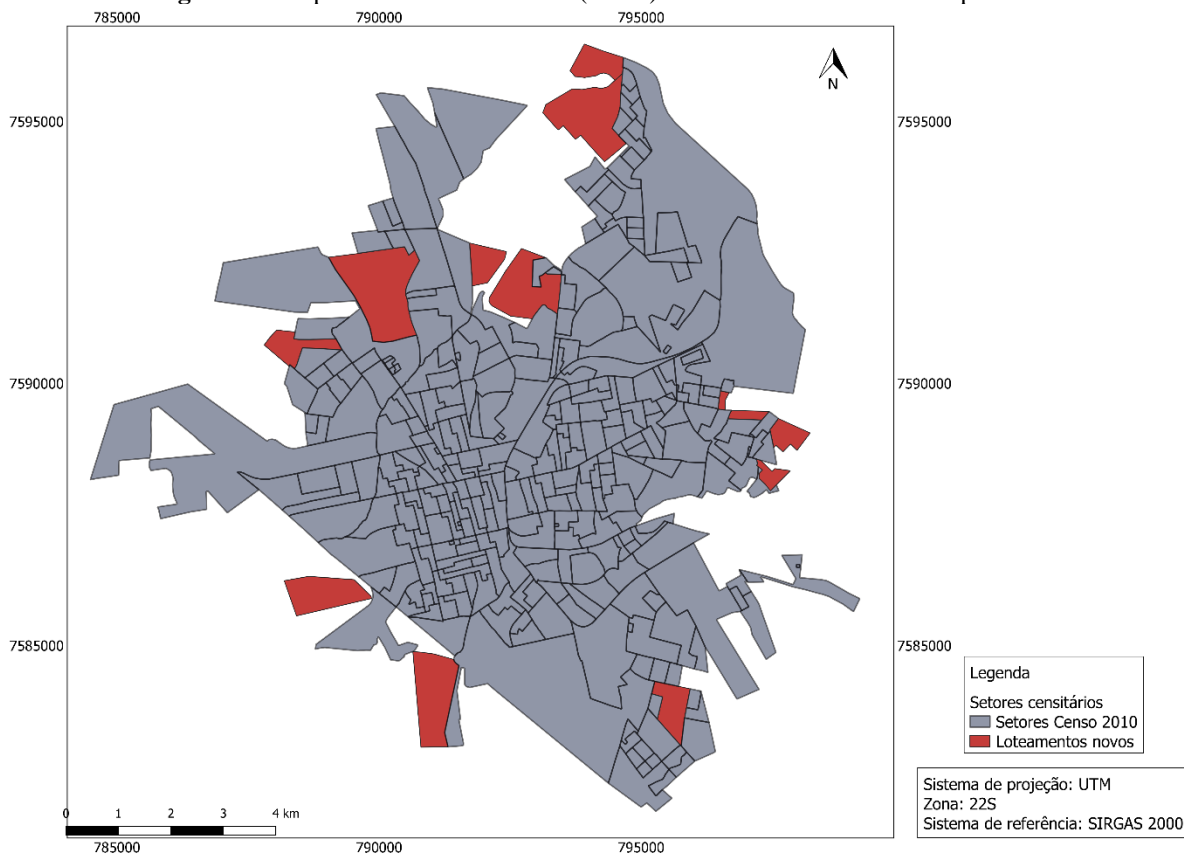 785000 790000 795000
N
7595000 7595000
7590000 7590000
7585000 7585000
Legenda
Setores censitários
Setores Censo 2010
Loteamentos novos
Sistema de projeção: UTM
Zona: 22S
Sistema de referência: SIRGAS 2000
0 1 2 3 4 km
785000 790000 795000